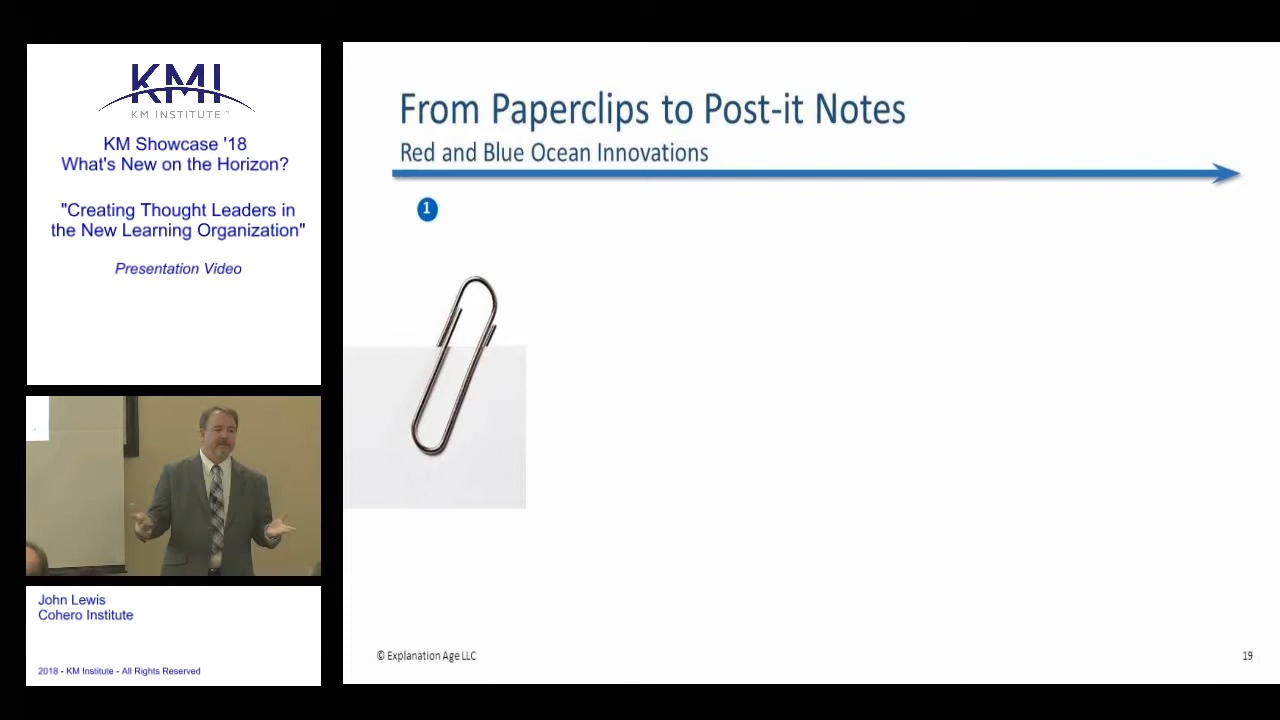 KMI
KM INSTITUTE™
KM Showcase '18
What's New on the Horizon?
"Creating Thought Leaders in
the New Learning Organization"
Presentation Video
John Lewis
Cohero Institute
2018 - KM Institute - All Rights Reserved
From Paperclips to Post-it Notes
Red and Blue Ocean Innovations
1
© Explanation Age LLC
19